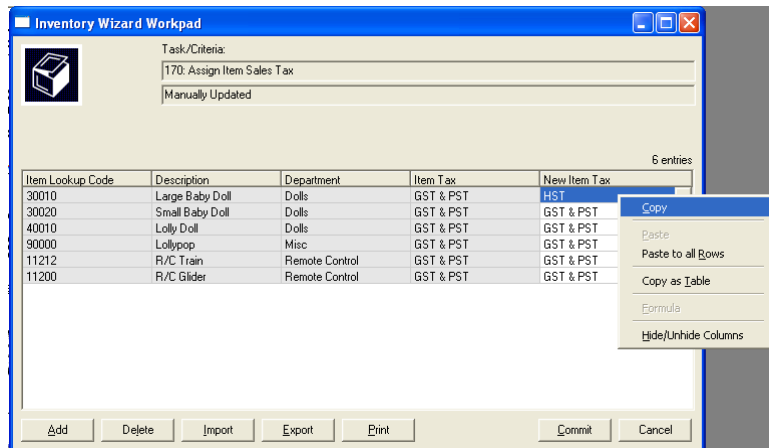 Inventory Wizard Workpad
Task/Criteria:
170: Assign Item Sales Tax
Manually Updated
6 entries
Item Lookup Code Description Department Item Tax New Item Tax
30010 Large Baby Doll Dolls GST & PST HST
30020 Small Baby Doll Dolls GST & PST GST & PST
40010 Lolly Doll Dolls GST & PST GST & PST
90000 Lollypop Misc GST & PST GST & PST
11212 R/C Train Remote Control GST & PST GST & PST
11200 R/C Glider Remote Control GST & PST GST & PST
Copy
Paste
Paste to all Rows
Copy as Table
Formula
Hide/Unhide Columns
Add Delete Import Export Print Commit Cancel